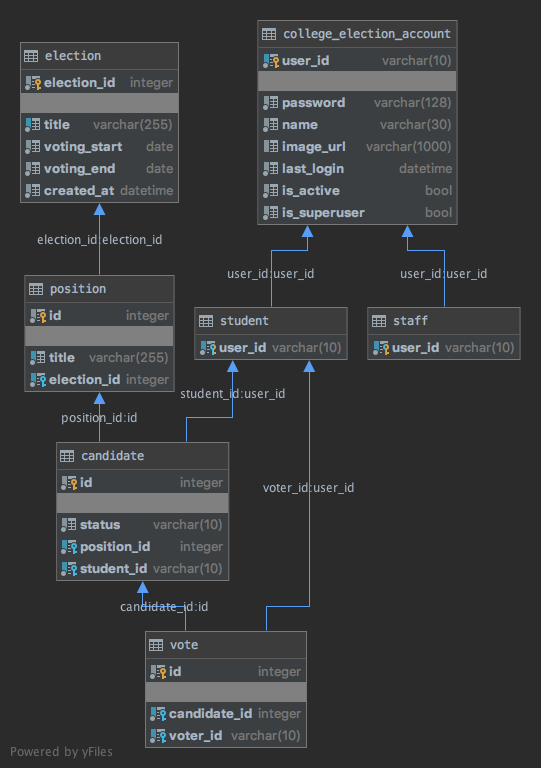 election
election_id integer
title varchar(255)
voting_start date
voting_end date
created_at datetime
college_election_account
user_id varchar(10)
password varchar(128)
name varchar(30)
image_url varchar(1000)
last_login datetime
is_active bool
is_superuser bool
election_id:election_id
user_id:user_id
user_id:user_id
position
id integer
title varchar(255)
election_id integer
student
user_id varchar(10)
staff
user_id varchar(10)
student_id:user_id
position_id:id
candidate
id integer
status varchar(10)
position_id integer
student_id varchar(10)
voter_id:user_id
candidate_id:id
vote
id integer
candidate_id integer
voter_id varchar(10)
Powered by yFiles